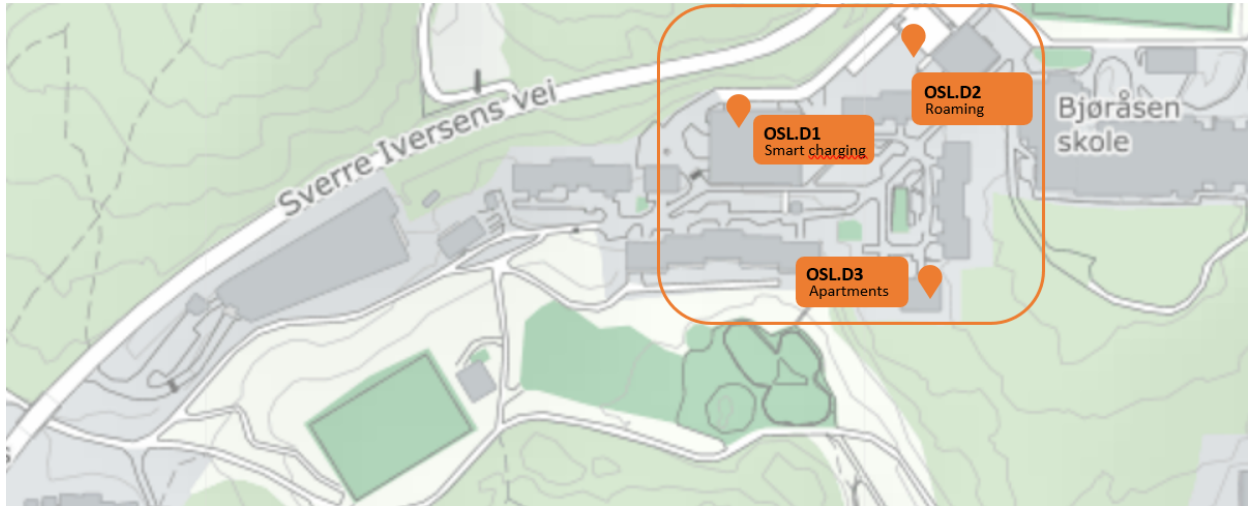 Sverre Iversens vei
OSL.D2
Roaming
OSL.D1
Smart charging
Bjøråsen
skole
OSL.D3
Apartments
s